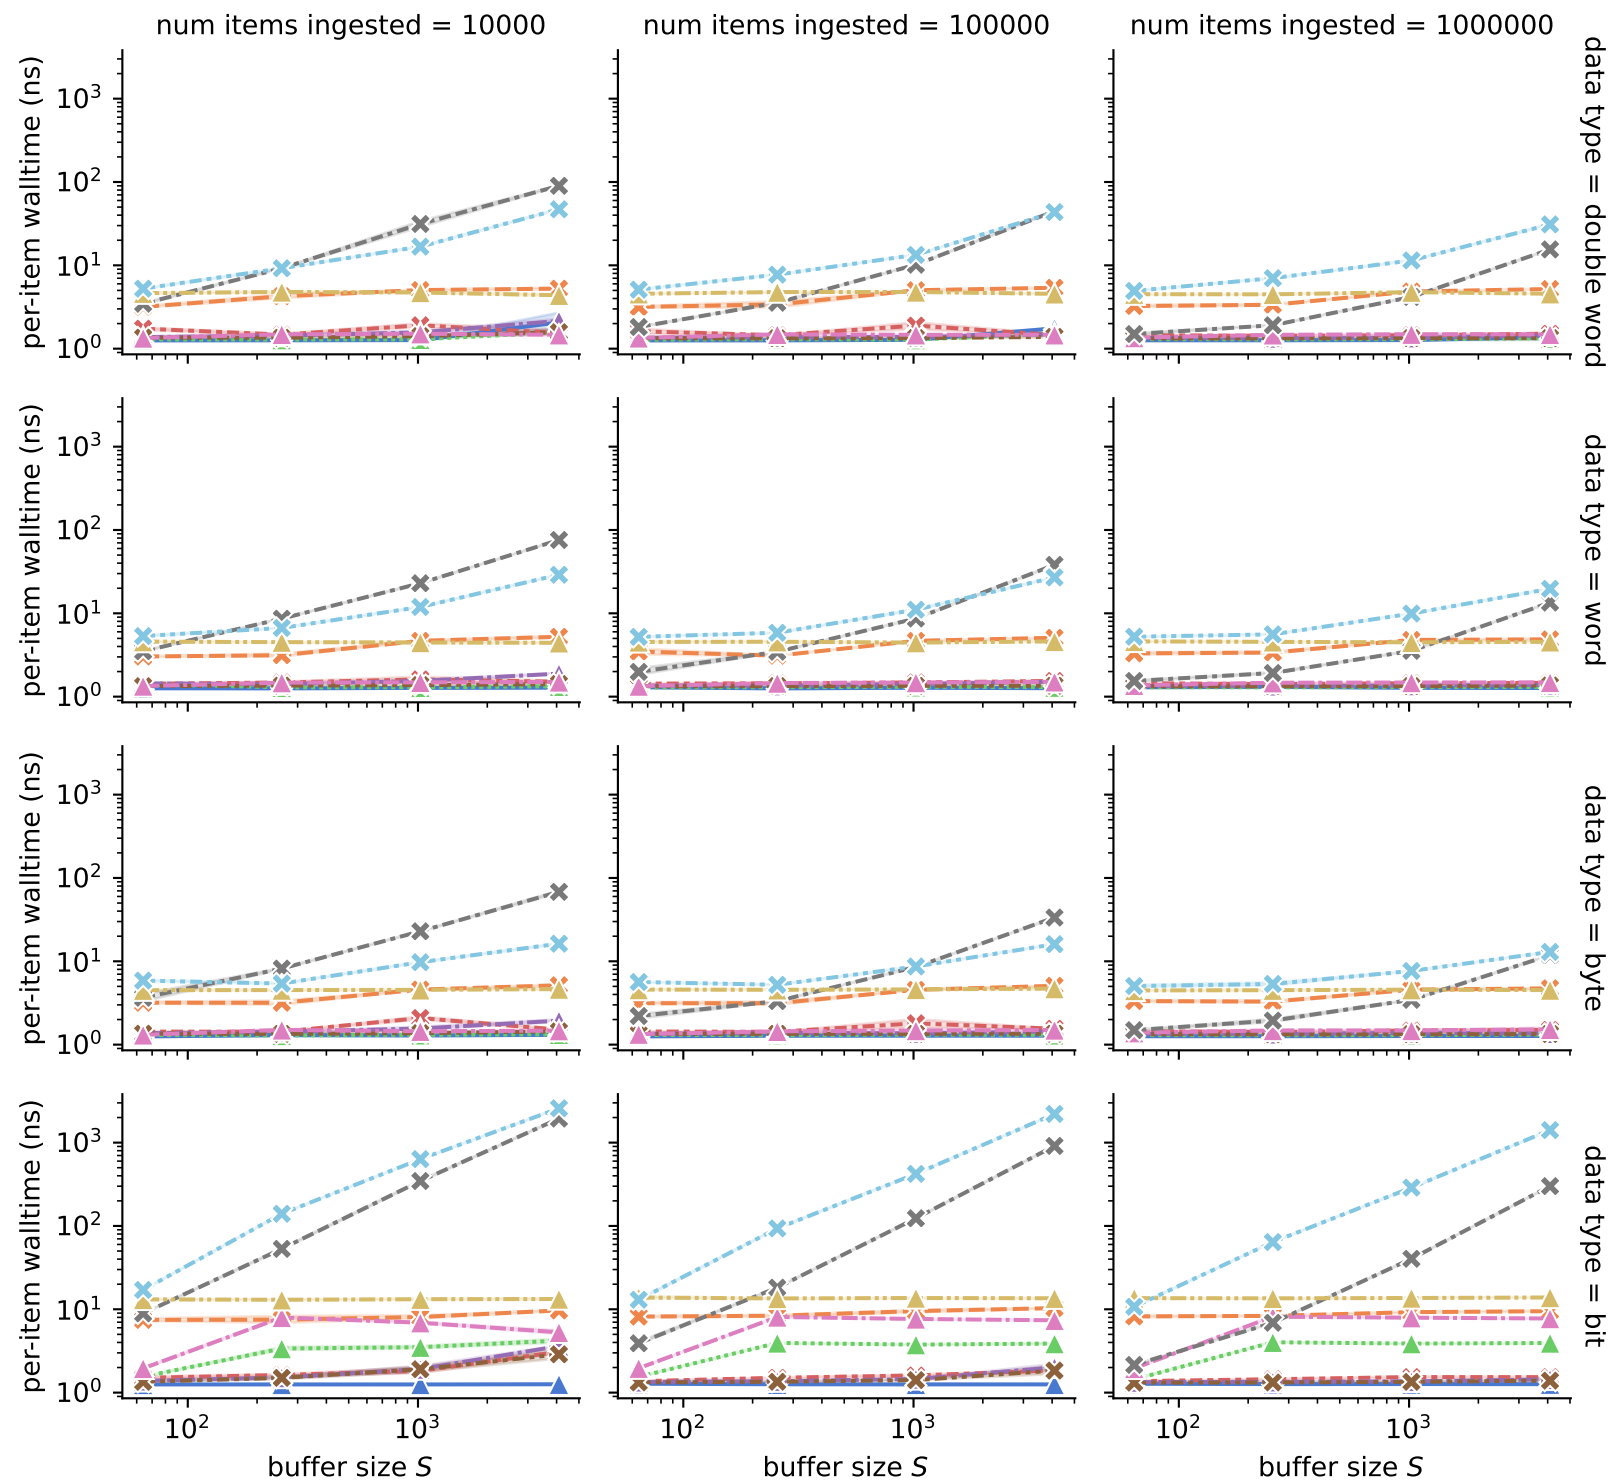 num items ingested = 10000
num items ingested = 100000
num items ingested = 1000000
per-item walltime (ns)
10³
10²
10¹
10⁰
data type = double word
per-item walltime (ns)
10³
10²
10¹
10⁰
data type = word
per-item walltime (ns)
10³
10²
10¹
10⁰
data type = byte
per-item walltime (ns)
10³
10²
10¹
10⁰
data type = bit
10² 10³
10² 10³
10² 10³
buffer size S
buffer size S
buffer size S